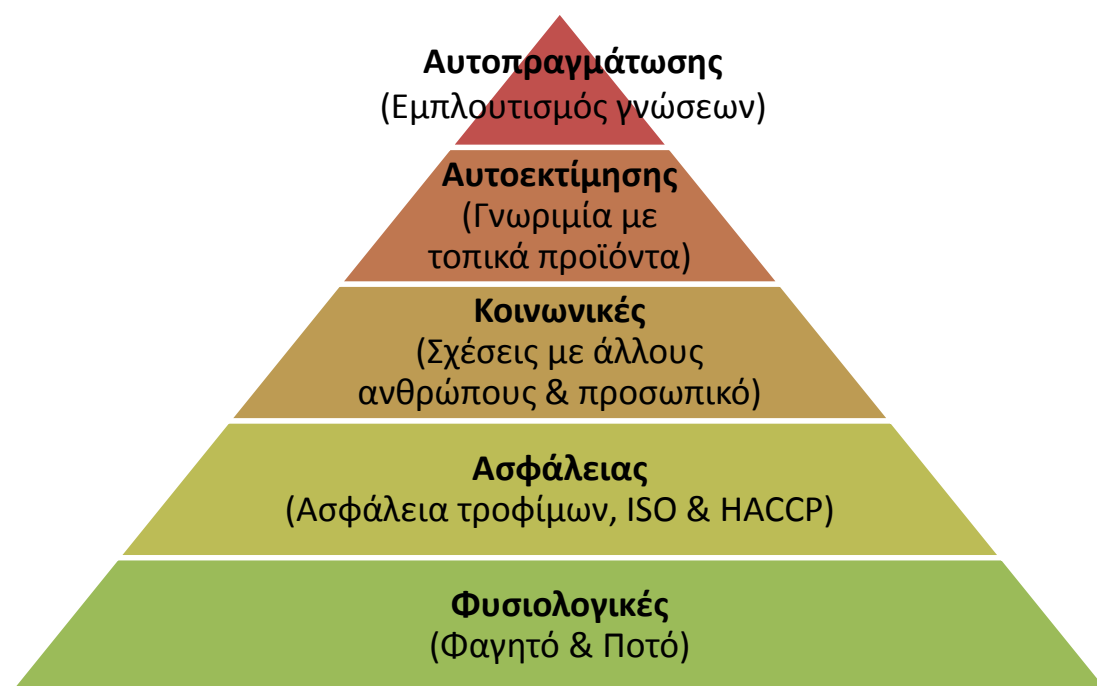 Αυτοπραγμάτωσης
(Εμπλουτισμός γνώσεων)
Αυτοεκτίμησης
(Γνωριμία με
τοπικά προϊόντα)
Κοινωνικές
(Σχέσεις με άλλους
ανθρώπους & προσωπικό)
Ασφάλειας
(Ασφάλεια τροφίμων, ISO & HACCP)
Φυσιολογικές
(Φαγητό & Ποτό)